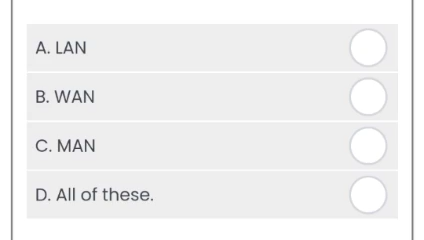 A. LAN
B. WAN
C. MAN
D. All of these.